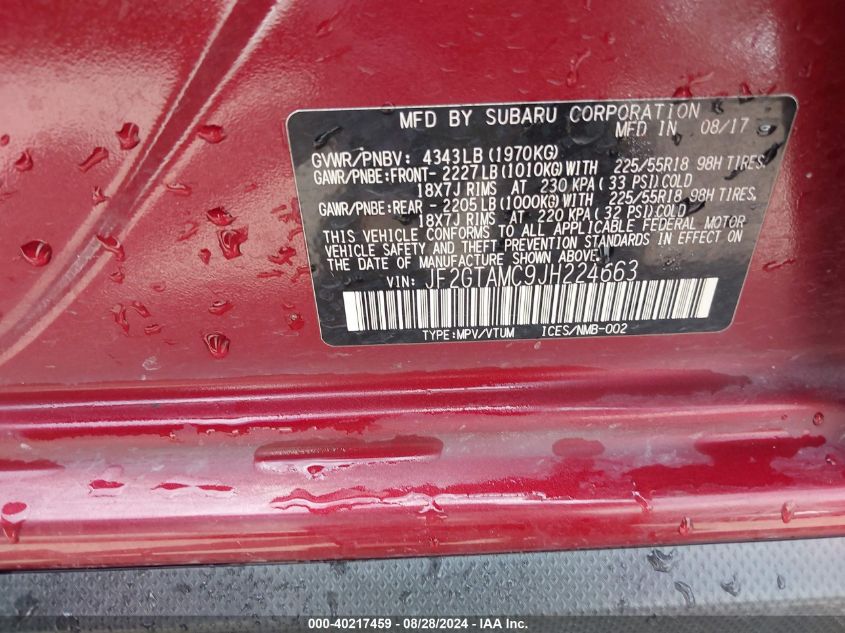 MFD BY SUBARU CORPORATION
MFD IN 08/17
GVWR/PNBV: 4343LB(1970KG)
GAWR/PNBE:FRONT- 2227LB(1010KG)WITH 225/55R18 98H TIRES,
18X7J RIMS AT 230 KPA( 33 PSI)COLD
GAWR/PNBE:REAR - 2205LB(1000KG)WITH 225/55R18 98H TIRES,
18X7J RIMS AT 220 KPA( 32 PSI)COLD
THIS VEHICLE CONFORMS TO ALL APPLICABLE FEDERAL MOTOR
VEHICLE SAFETY AND THEFT PREVENTION STANDARDS IN EFFECT ON
THE DATE OF MANUFACTURE SHOWN ABOVE.
VIN: JF2GTAMC9JH224663
TYPE:MPV/VTUM ICES/NMB-002
000-40217459 - 08/28/2024 - Copyright © 2024 IAA, Inc.